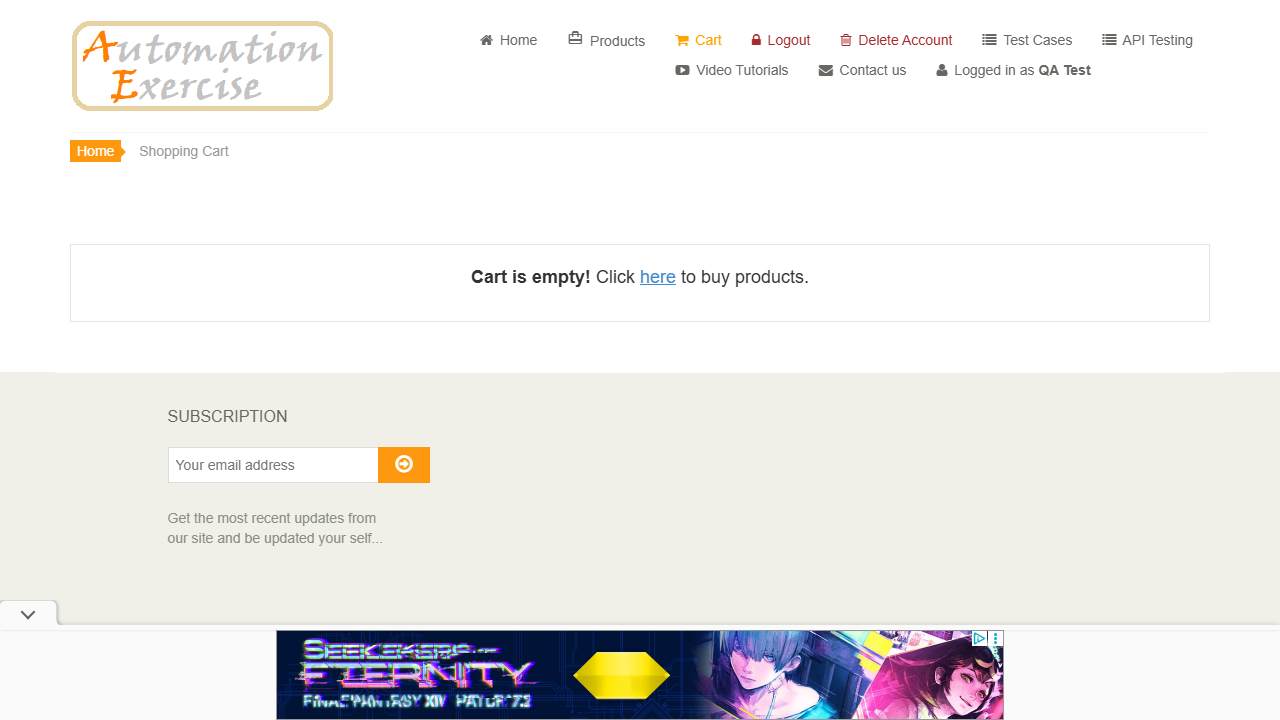 Automation
Exercise
Home
Products
Cart
Logout
Delete Account
Test Cases
API Testing
Video Tutorials
Contact us
Logged in as QA Test
Home
Shopping Cart
Cart is empty! Click here to buy products.
SUBSCRIPTION
Your email address
Get the most recent updates from
our site and be updated your self...
SEEKERS OF
ETERNITY
FINAL FANTASY XIV PATCH 7.2